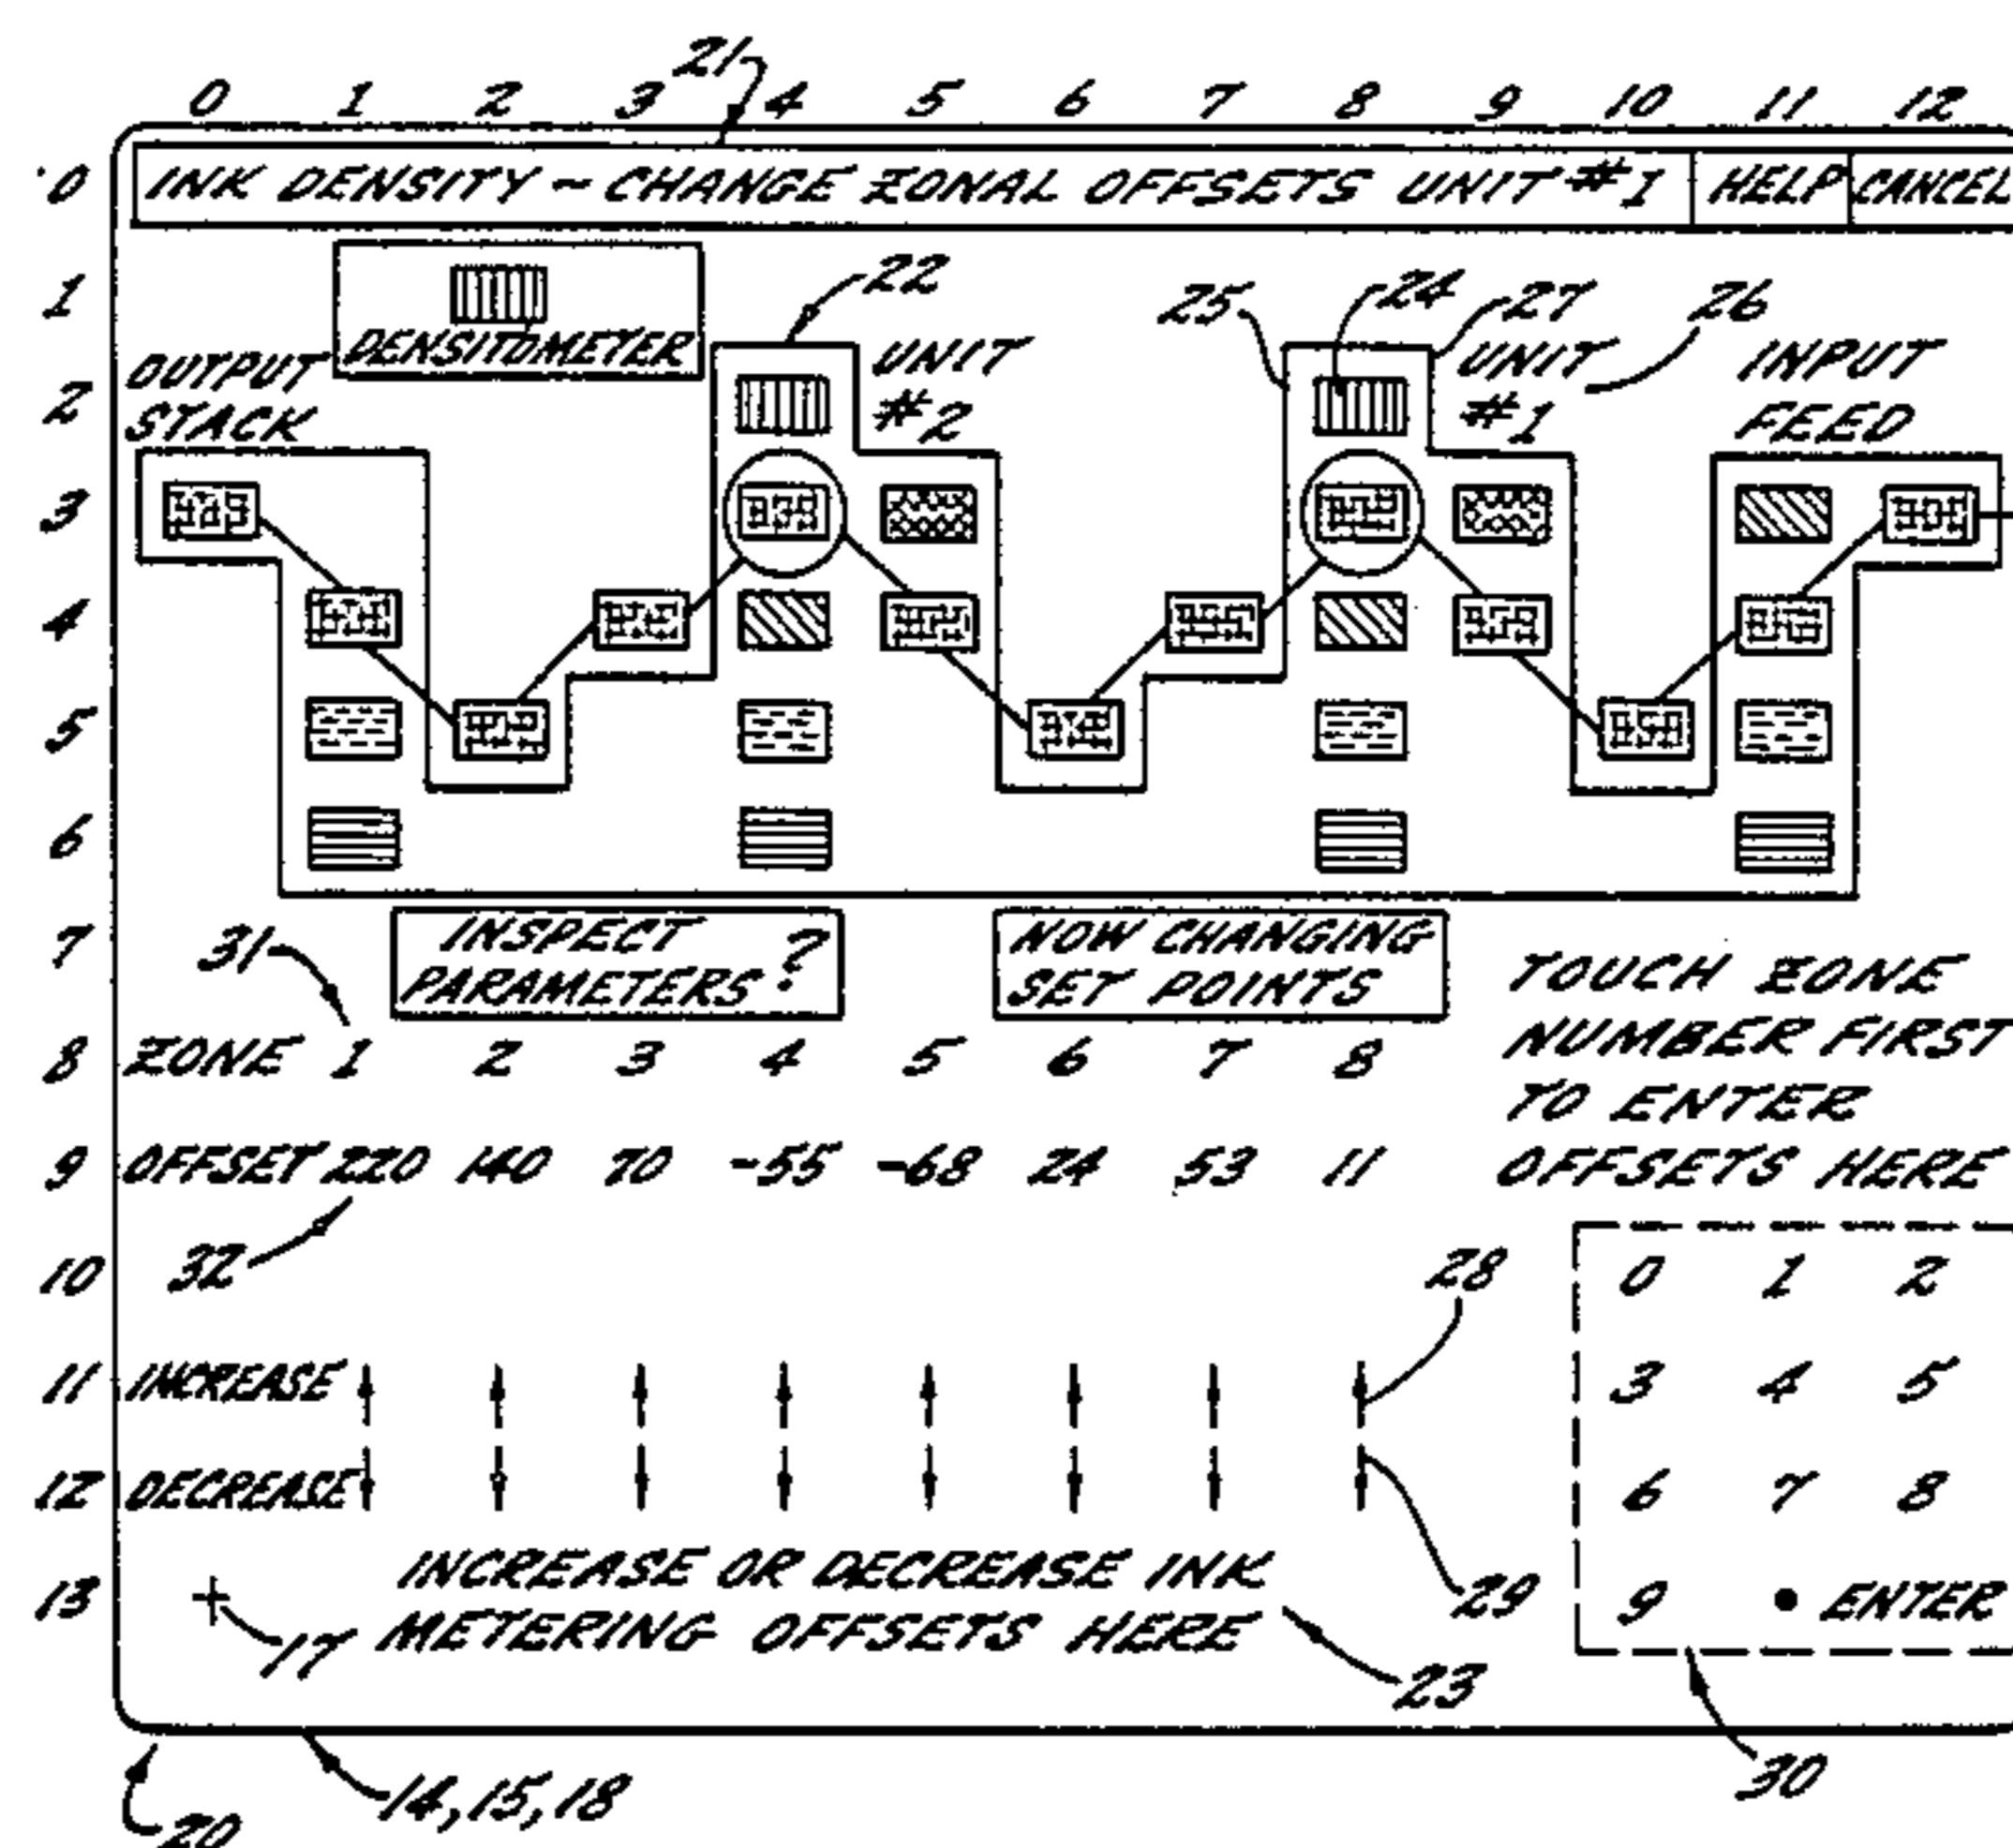 21
0 1 2 3 4 5 6 7 8 9 10 11 12
0 INK DENSITY ~ CHANGE ZONAL OFFSETS UNIT #1 HELP CANCEL
1 22 25 24 27 26
DENSITOMETER
2 OUTPUT STACK
UNIT #2
UNIT #1
INPUT FEED
3
4
5
6
7 31
INSPECT PARAMETERS ?
NOW CHANGING SET POINTS
TOUCH ZONE
NUMBER FIRST
TO ENTER
OFFSETS HERE
8 ZONE 1 2 3 4 5 6 7 8
9 OFFSET 220 140 70 -55 -68 24 53 11
10 32 28 0 1 2
11 INCREASE 3 4 5
12 DECREASE 6 7 8
13 INCREASE OR DECREASE INK 29 9 • ENTER
17 METERING OFFSETS HERE 23
30
14, 15, 18
20